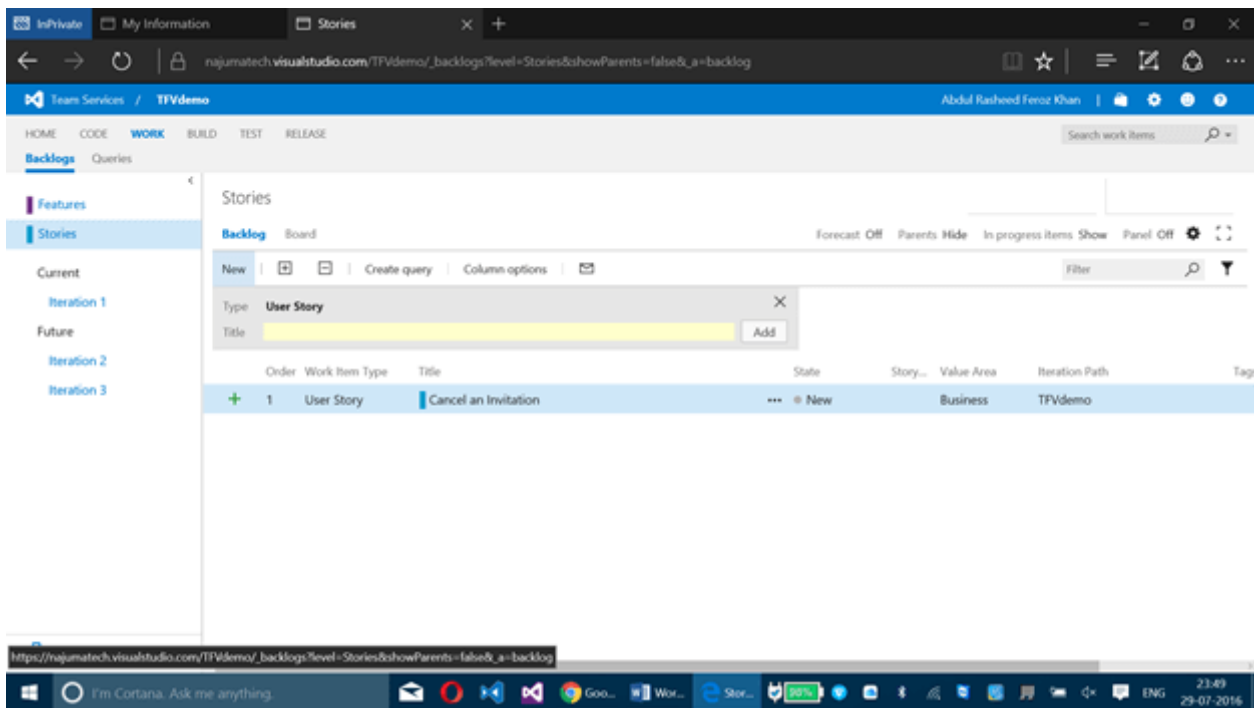 InPrivate My Information Stories
najumatech.visualstudio.com/TFVdemo/_backlogs?level=Stories&showParents=false&_a=backlog
Team Services / TFVdemo Abdul Rasheed Feroz Khan
HOME CODE WORK BUILD TEST RELEASE Search work items
Backlogs Queries
Features
Stories
Current
Iteration 1
Future
Iteration 2
Iteration 3
Stories
Backlog Board Forecast Off Parents Hide In progress items Show Panel Off
New Create query Column options Filter
Type User Story
Title Add
Order Work Item Type Title State Story... Value Area Iteration Path Tags
1 User Story Cancel an Invitation ... New Business TFVdemo
https://najumatech.visualstudio.com/TFVdemo/_backlogs?level=Stories&showParents=false&_a=backlog
I'm Cortana. Ask me anything. Goo... Wor... Stor... ENG 23:49
29-07-2016